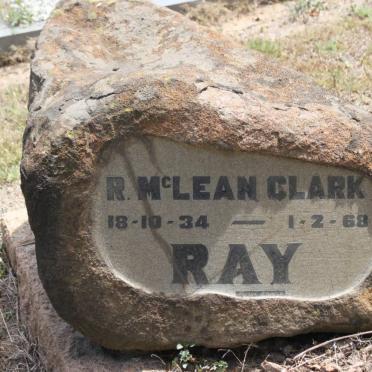 R. McLEAN CLARK
18-10-34 — 1-2-68
RAY